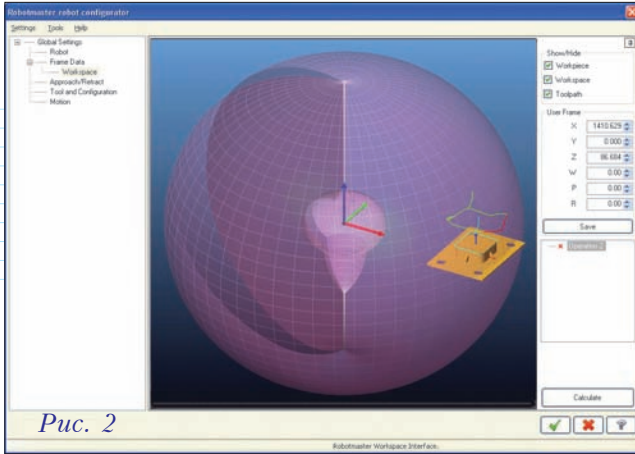 Robotmaster robot configurator
Settings Tools Help
Global Settings
Robot
Frame Data
Workspace
Approach/Retract
Tool and Configuration
Motion
Show/Hide
Workpiece
Workspace
Toolpath
User Frame
X 1410.629
Y 0.000
Z 86.684
W 0.00
P 0.00
R 0.00
Save
Operation 2
Calculate
Рис. 2
Robotmaster Workspace Interface.